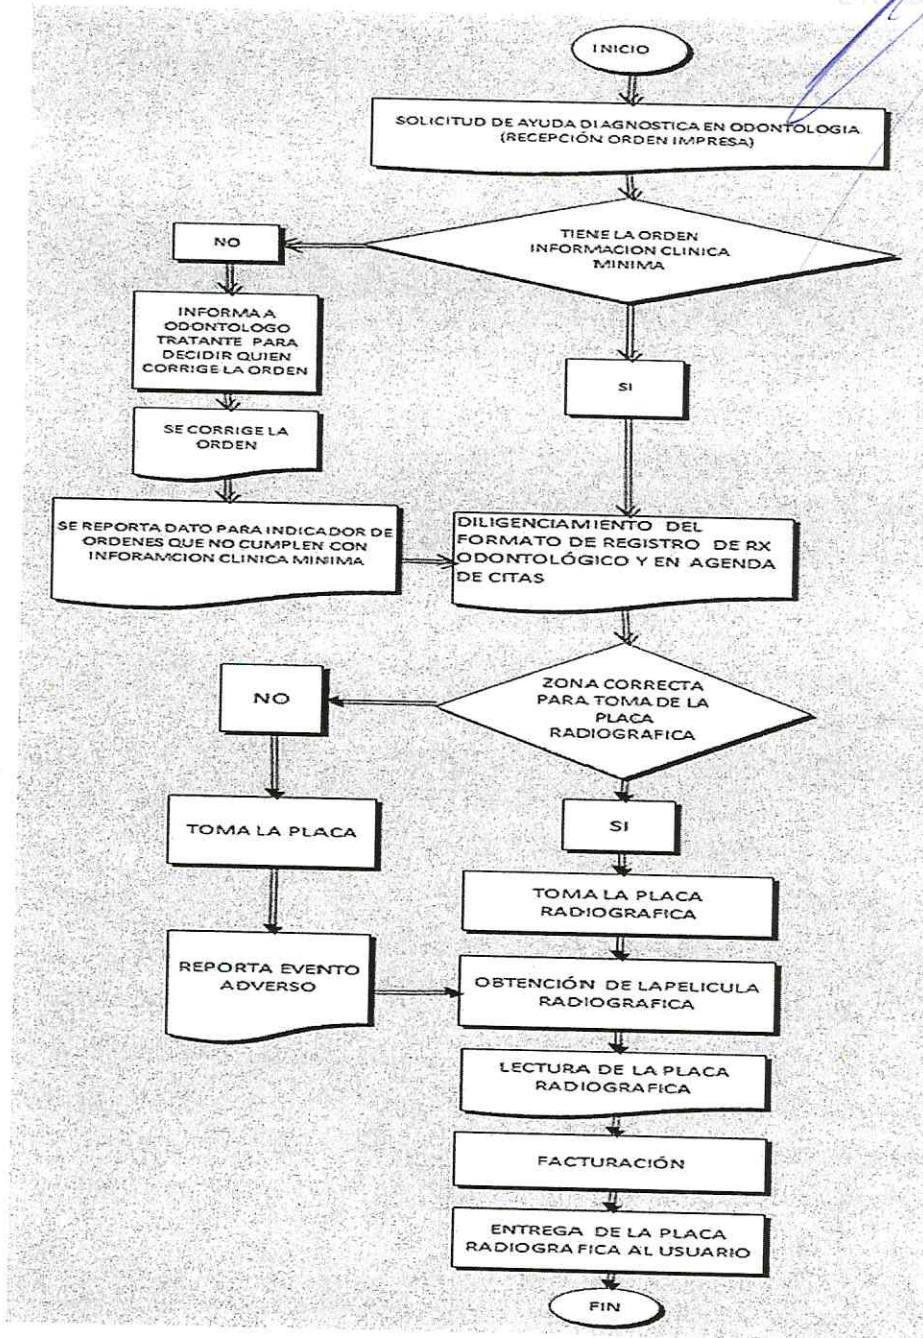 INICIO
SOLICITUD DE AYUDA DIAGNOSTICA EN ODONTOLOGIA
(RECEPCIÓN ORDEN IMPRESA)
TIENE LA ORDEN
INFORMACION CLINICA
MINIMA
NO
INFORMA A
ODONTOLOGO
TRATANTE PARA
DECIDIR QUIEN
CORRIGE LA ORDEN
SI
SE CORRIGE LA
ORDEN
SE REPORTA DATO PARA INDICADOR DE
ORDENES QUE NO CUMPLEN CON
INFORAMCION CLINICA MINIMA
DILIGENCIAMIENTO DEL
FORMATO DE REGISTRO DE RX
ODONTOLÓGICO Y EN AGENDA
DE CITAS
ZONA CORRECTA
PARA TOMA DE LA
PLACA
RADIOGRAFICA
NO
TOMA LA PLACA
REPORTA EVENTO
ADVERSO
SI
TOMA LA PLACA
RADIOGRAFICA
OBTENCIÓN DE LAPELICULA
RADIOGRAFICA
LECTURA DE LA PLACA
RADIOGRAFICA
FACTURACIÓN
ENTREGA DE LA PLACA
RADIOGRAFICA AL USUARIO
FIN